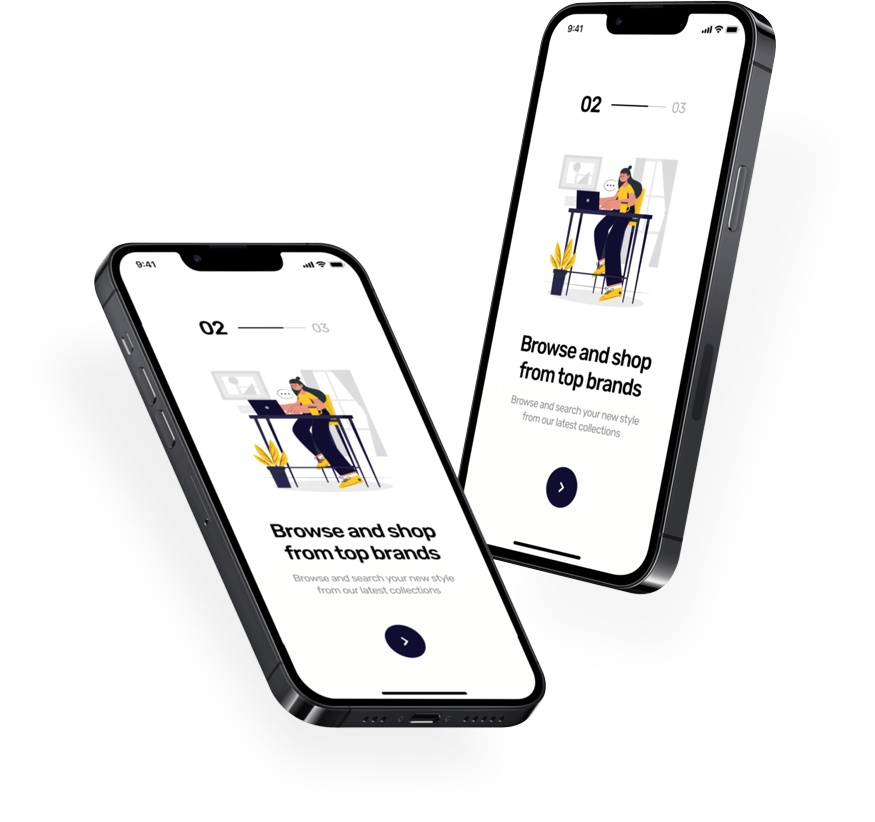 9:41
02 03
Browse and shop
from top brands
Browse and search your new style
from our latest collections
9:41
02 03
Browse and shop
from top brands
Browse and search your new style
from our latest collections